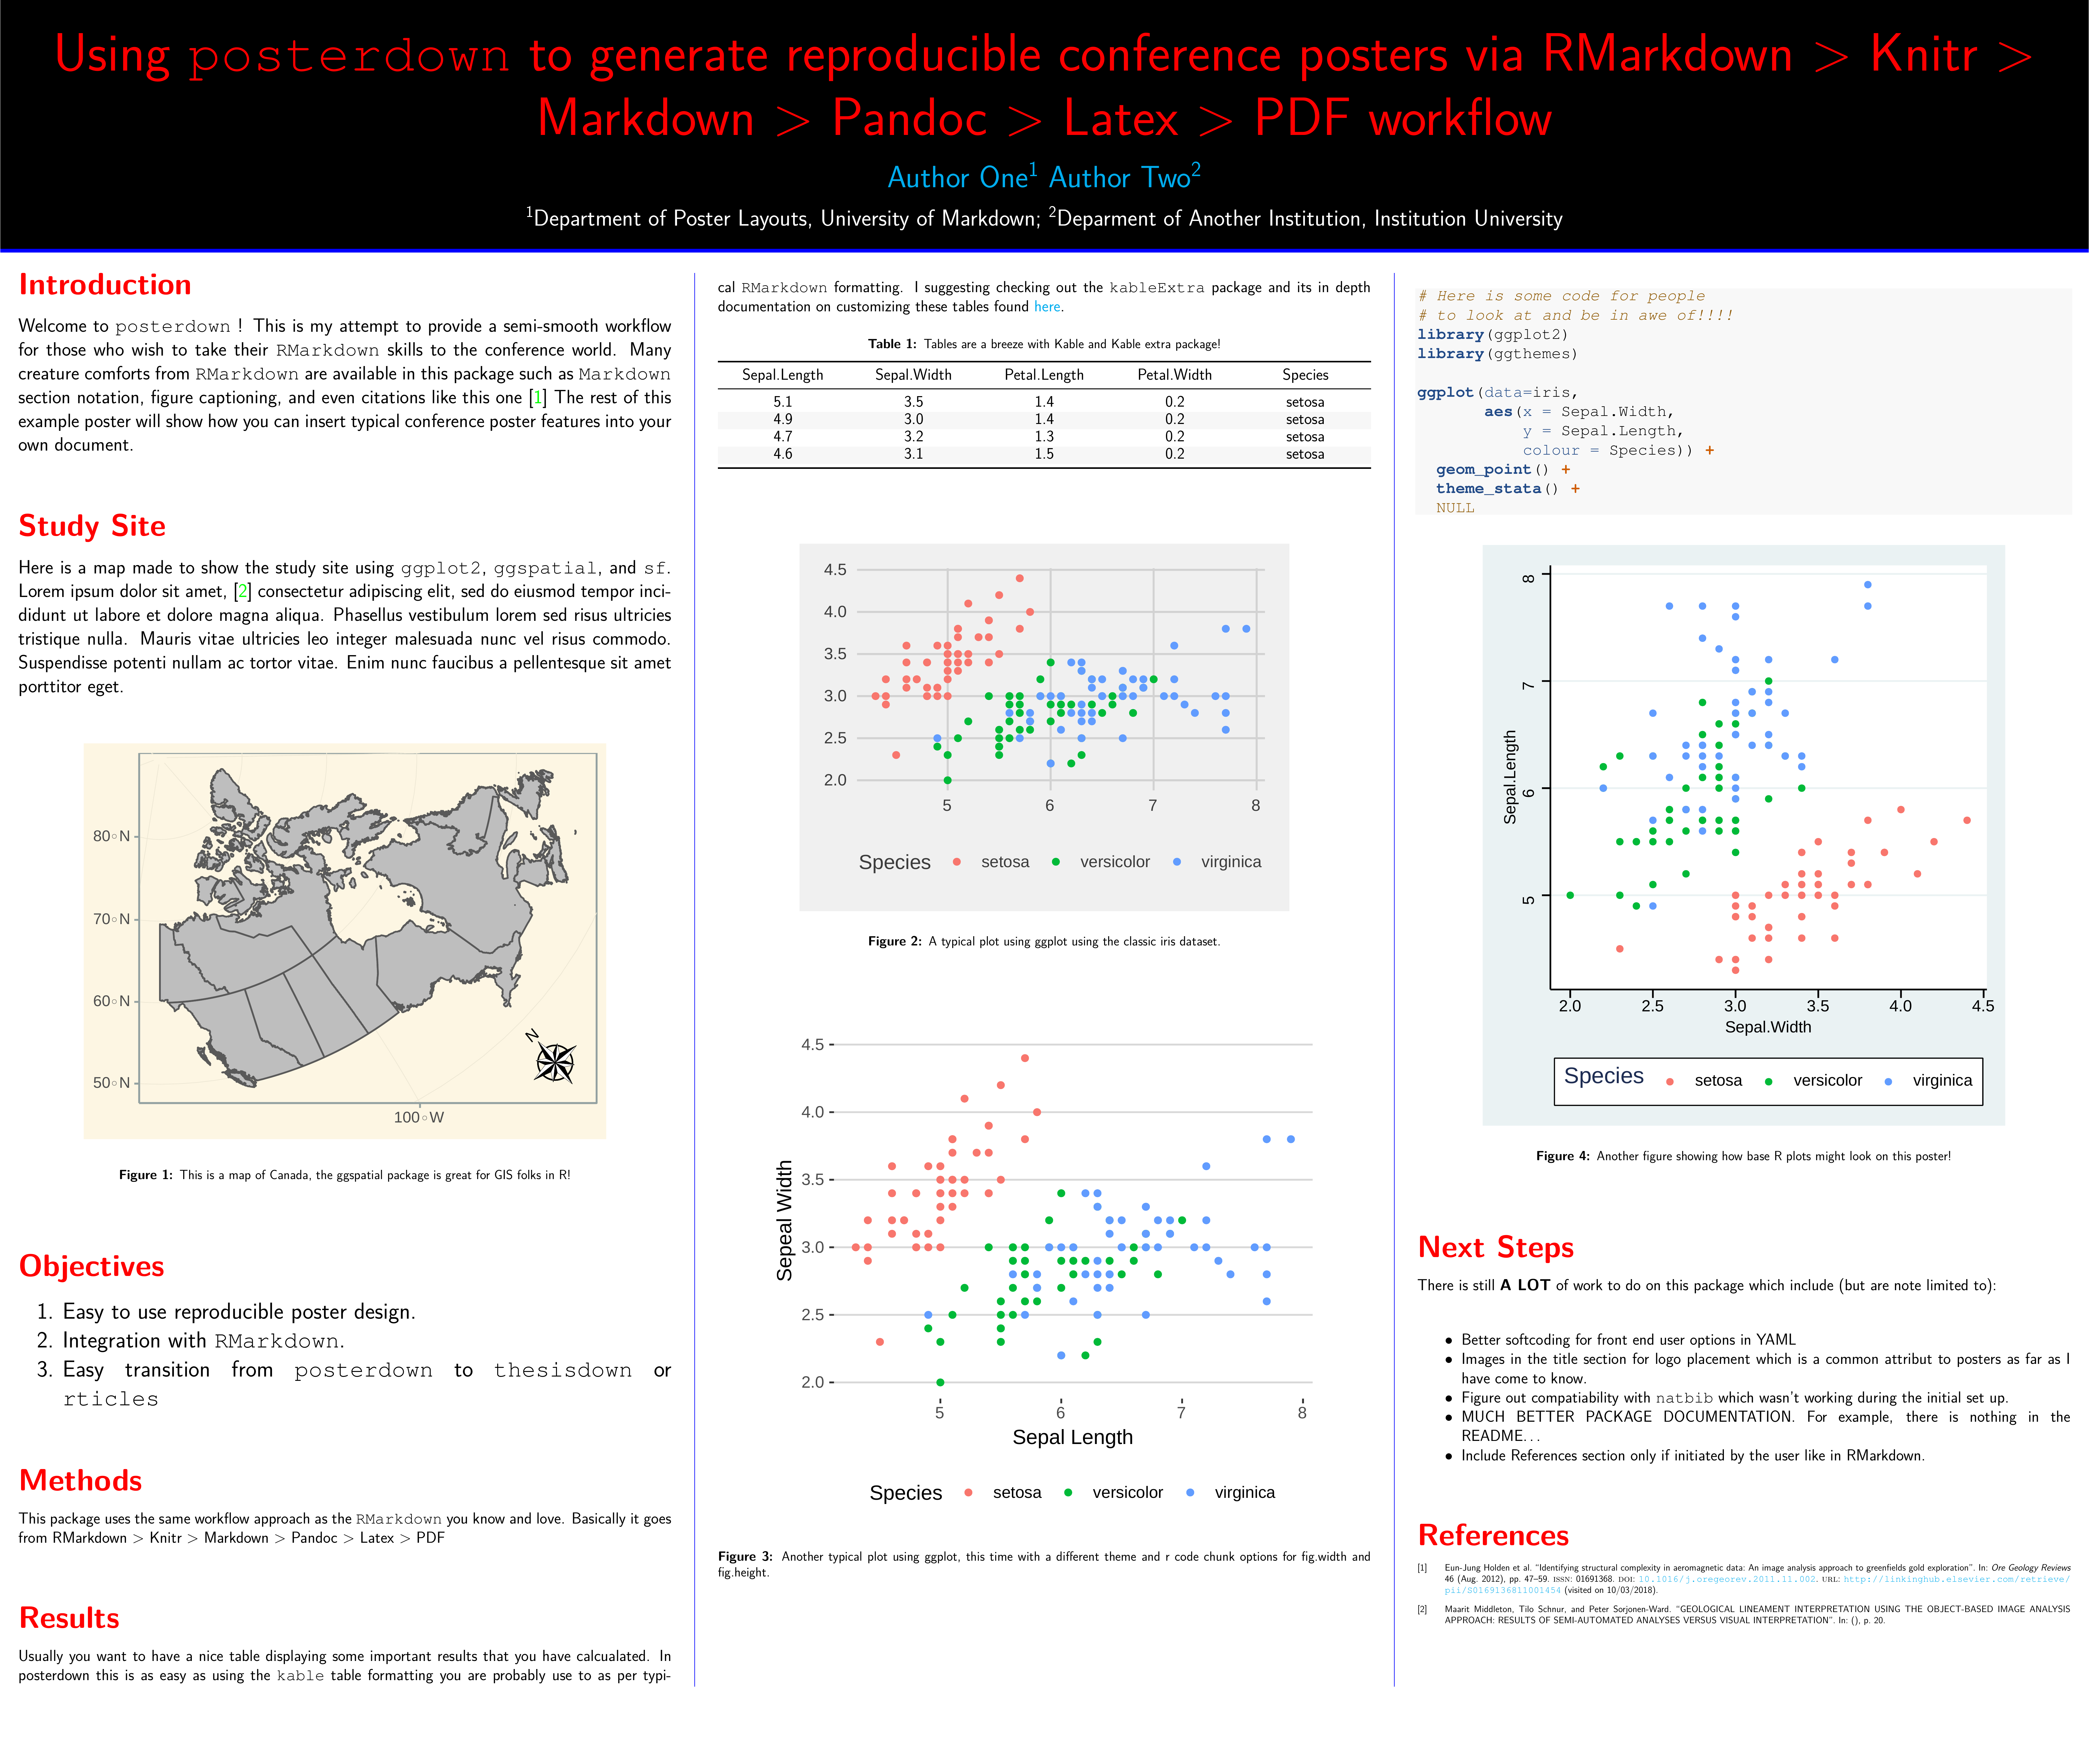 Using posterdown to generate reproducible conference posters via RMarkdown > Knitr >
Markdown > Pandoc > Latex > PDF workflow
Author One1 Author Two2
1Department of Poster Layouts, University of Markdown; 2Deparment of Another Institution, Institution University
Introduction
Welcome to posterdown ! This is my attempt to provide a semi-smooth workflow
for those who wish to take their RMarkdown skills to the conference world. Many
creature comforts from RMarkdown are available in this package such as Markdown
section notation, figure captioning, and even citations like this one [1] The rest of this
example poster will show how you can insert typical conference poster features into your
own document.
Study Site
Here is a map made to show the study site using ggplot2, ggspatial, and sf.
Lorem ipsum dolor sit amet, [2] consectetur adipiscing elit, sed do eiusmod tempor inci-
didunt ut labore et dolore magna aliqua. Phasellus vestibulum lorem sed risus ultricies
tristique nulla. Mauris vitae ultricies leo integer malesuada nunc vel risus commodo.
Suspendisse potenti nullam ac tortor vitae. Enim nunc faucibus a pellentesque sit amet
porttitor eget.
80°N
70°N
60°N
50°N
N
100°W
Figure 1: This is a map of Canada, the ggspatial package is great for GIS folks in R!
Objectives
1. Easy to use reproducible poster design.
2. Integration with RMarkdown.
3. Easy transition from posterdown to thesisdown or
rticles
Methods
This package uses the same workflow approach as the RMarkdown you know and love. Basically it goes
from RMarkdown > Knitr > Markdown > Pandoc > Latex > PDF
Results
Usually you want to have a nice table displaying some important results that you have calcualated. In
posterdown this is as easy as using the kable table formatting you are probably use to as per typi-
cal RMarkdown formatting. I suggesting checking out the kableExtra package and its in depth
documentation on customizing these tables found here.
Table 1: Tables are a breeze with Kable and Kable extra package!
Sepal.Length Sepal.Width Petal.Length Petal.Width Species
5.1 3.5 1.4 0.2 setosa
4.9 3.0 1.4 0.2 setosa
4.7 3.2 1.3 0.2 setosa
4.6 3.1 1.5 0.2 setosa
4.5
4.0
3.5
3.0
2.5
2.0
5 6 7 8
Species setosa versicolor virginica
Figure 2: A typical plot using ggplot using the classic iris dataset.
4.5
4.0
3.5
3.0
2.5
2.0
Sepeal Width
5 6 7 8
Sepal Length
Species setosa versicolor virginica
Figure 3: Another typical plot using ggplot, this time with a different theme and r code chunk options for fig.width and
fig.height.
# Here is some code for people
# to look at and be in awe of!!!!
library(ggplot2)
library(ggthemes)
ggplot(data=iris,
aes(x = Sepal.Width,
y = Sepal.Length,
colour = Species)) +
geom_point() +
theme_stata() +
NULL
8
7
6
5
Sepal.Length
2.0 2.5 3.0 3.5 4.0 4.5
Sepal.Width
Species setosa versicolor virginica
Figure 4: Another figure showing how base R plots might look on this poster!
Next Steps
There is still A LOT of work to do on this package which include (but are note limited to):
• Better softcoding for front end user options in YAML
• Images in the title section for logo placement which is a common attribut to posters as far as I
have come to know.
• Figure out compatiability with natbib which wasn't working during the initial set up.
• MUCH BETTER PACKAGE DOCUMENTATION. For example, there is nothing in the
README...
• Include References section only if initiated by the user like in RMarkdown.
References
[1] Eun-Jung Holden et al. "Identifying structural complexity in aeromagnetic data: An image analysis approach to greenfields gold exploration". In: Ore Geology Reviews
46 (Aug. 2012), pp. 47–59. ISSN: 01691368. DOI: 10.1016/j.oregeorev.2011.11.002. URL: http://linkinghub.elsevier.com/retrieve/
pii/S0169136811001454 (visited on 10/03/2018).
[2] Maarit Middleton, Tilo Schnur, and Peter Sorjonen-Ward. "GEOLOGICAL LINEAMENT INTERPRETATION USING THE OBJECT-BASED IMAGE ANALYSIS
APPROACH: RESULTS OF SEMI-AUTOMATED ANALYSES VERSUS VISUAL INTERPRETATION". In: (), p. 20.